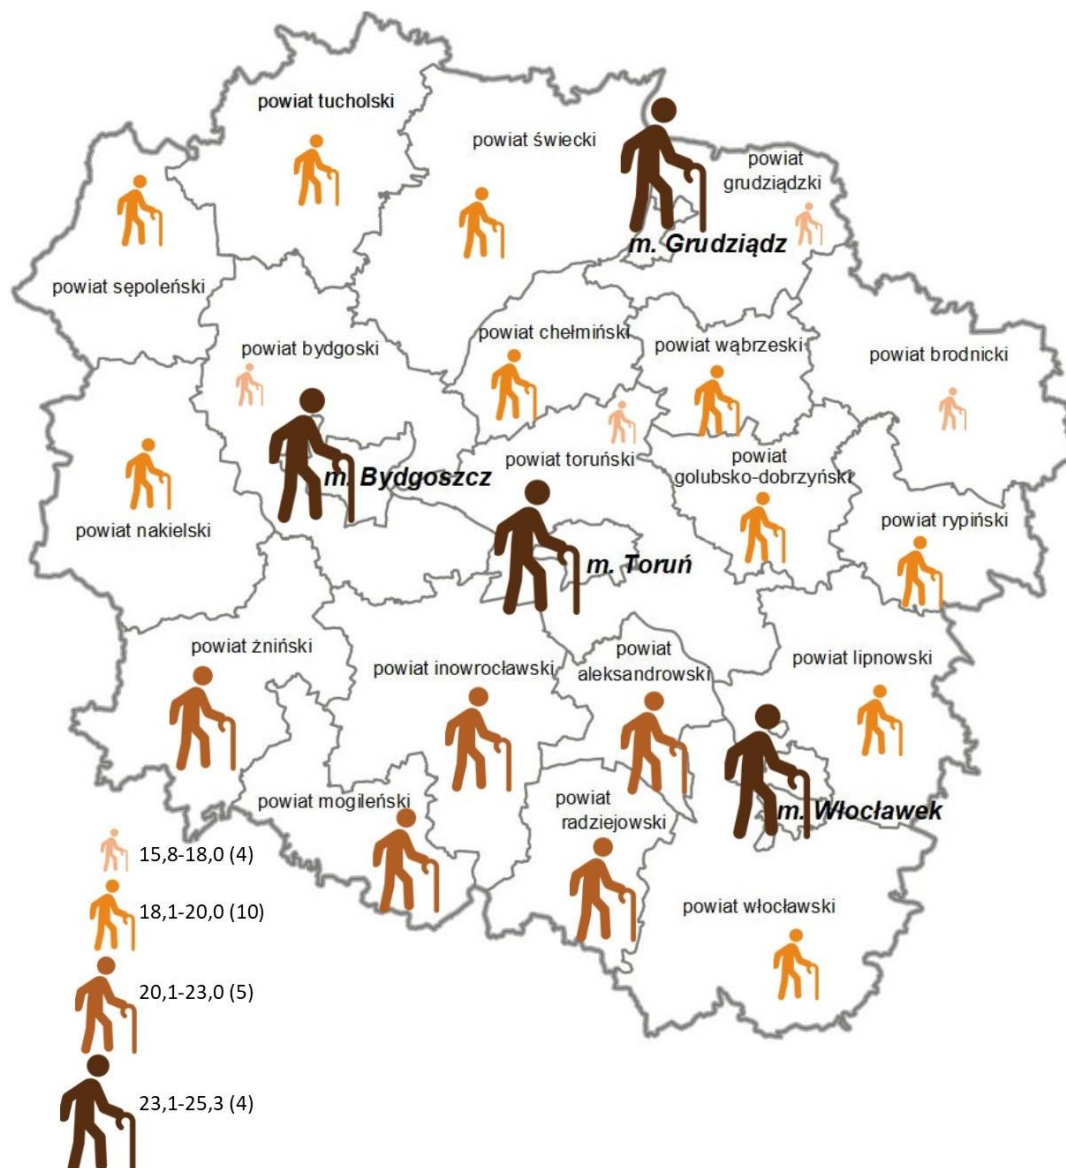 powiat tucholski
powiat świecki
powiat
grudziądzki
m. Grudziądz
powiat sępoleński
powiat bydgoski
powiat chełmiński
powiat wąbrzeski
powiat brodnicki
m. Bydgoszcz
powiat toruński
powiat
golubsko-dobrzyński
powiat nakielski
powiat rypiński
m. Toruń
powiat żniński
powiat inowrocławski
powiat
aleksandrowski
powiat lipnowski
powiat mogileński
powiat
radziejowski
m. Włocławek
powiat włocławski
15,8-18,0 (4)
18,1-20,0 (10)
20,1-23,0 (5)
23,1-25,3 (4)